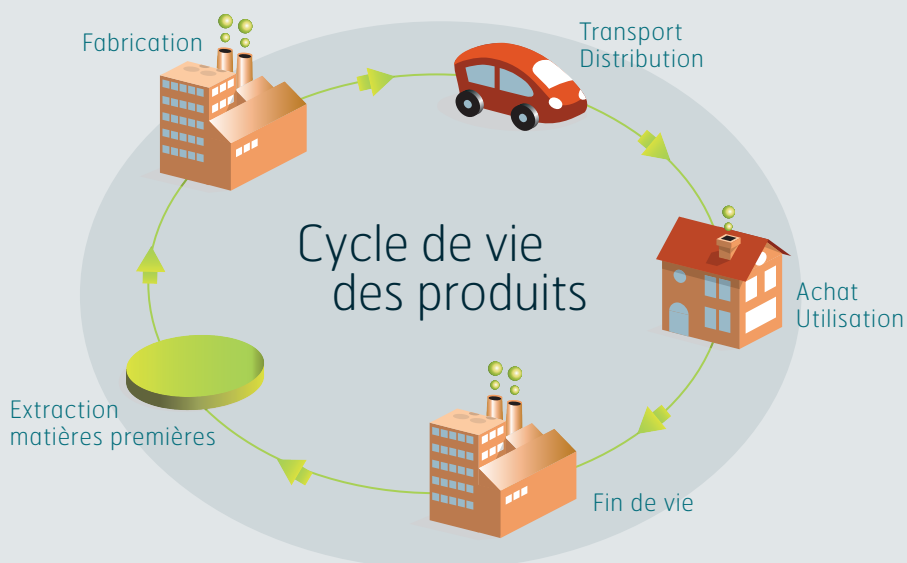 Fabrication
Transport
Distribution
Cycle de vie
des produits
Achat
Utilisation
Extraction
matières premières
Fin de vie